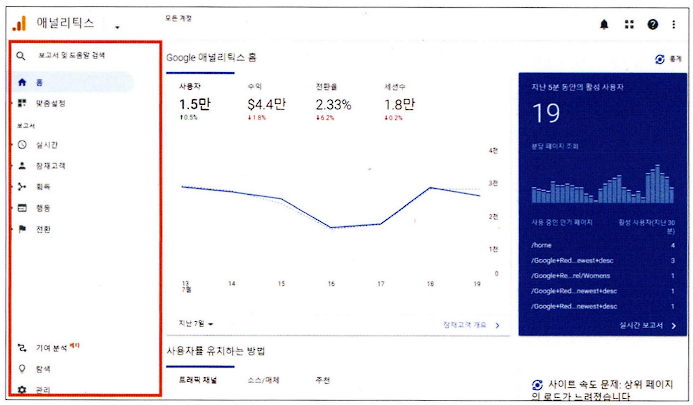 애널리틱스
모든 계정
보고서 및 도움말 검색
홈
맞춤설정
보고서
실시간
잠재고객
획득
행동
전환
기여 분석 베타
탐색
관리
Google 애널리틱스 홈
통계
사용자
1.5만
↑0.5%
수익
$4.4만
↓1.8%
전환율
2.33%
↓6.2%
세션수
1.8만
↓0.2%
4천
3천
2천
1천
0
13
7월
14
15
16
17
18
19
지난 7일
잠재고객 개요 >
지난 5분 동안의 활성 사용자
19
분당 페이지 조회
사용 중인 인기 페이지
활성 사용자(지난 30분)
/home 4
/Google+Red...ewest+desc 3
/Google+Re...rel/Womens 1
/Google+Red...newest+desc 1
/Google+Red...newest+desc 1
실시간 보고서 >
사용자를 유치하는 방법
트래픽 채널
소스/매체
추천
사이트 속도 문제: 상위 페이지
의 로드가 느려졌습니다